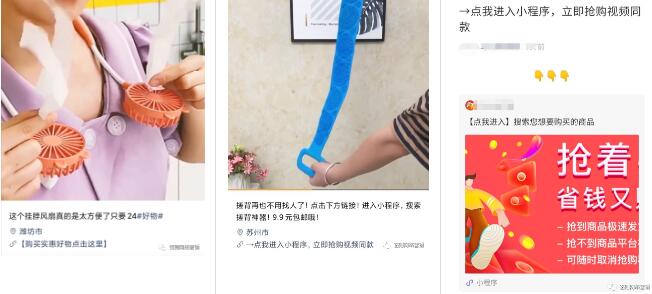 这个挂脖风扇真的是太方便了只要 24#好物#
潍坊市
【购买实惠好物点击这里】
搓背再也不用找人了！点击下方链接！进入小程序，搜索
搓背神器！9.9 元包邮哦！
苏州市
→点我进入小程序，立即抢购视频同款
→点我进入小程序，立即抢购视频同
款
【点我进入】搜索您想要购买的商品
抢着
省钱又
– 抢到商品极速发
– 抢不到商品平台
– 可随时取消抢购
小程序